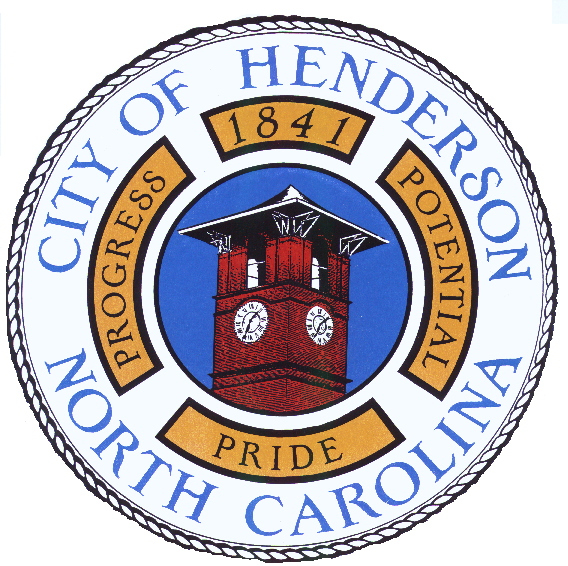 CITY OF HENDERSON
1841
PROGRESS
POTENTIAL
PRIDE
NORTH CAROLINA